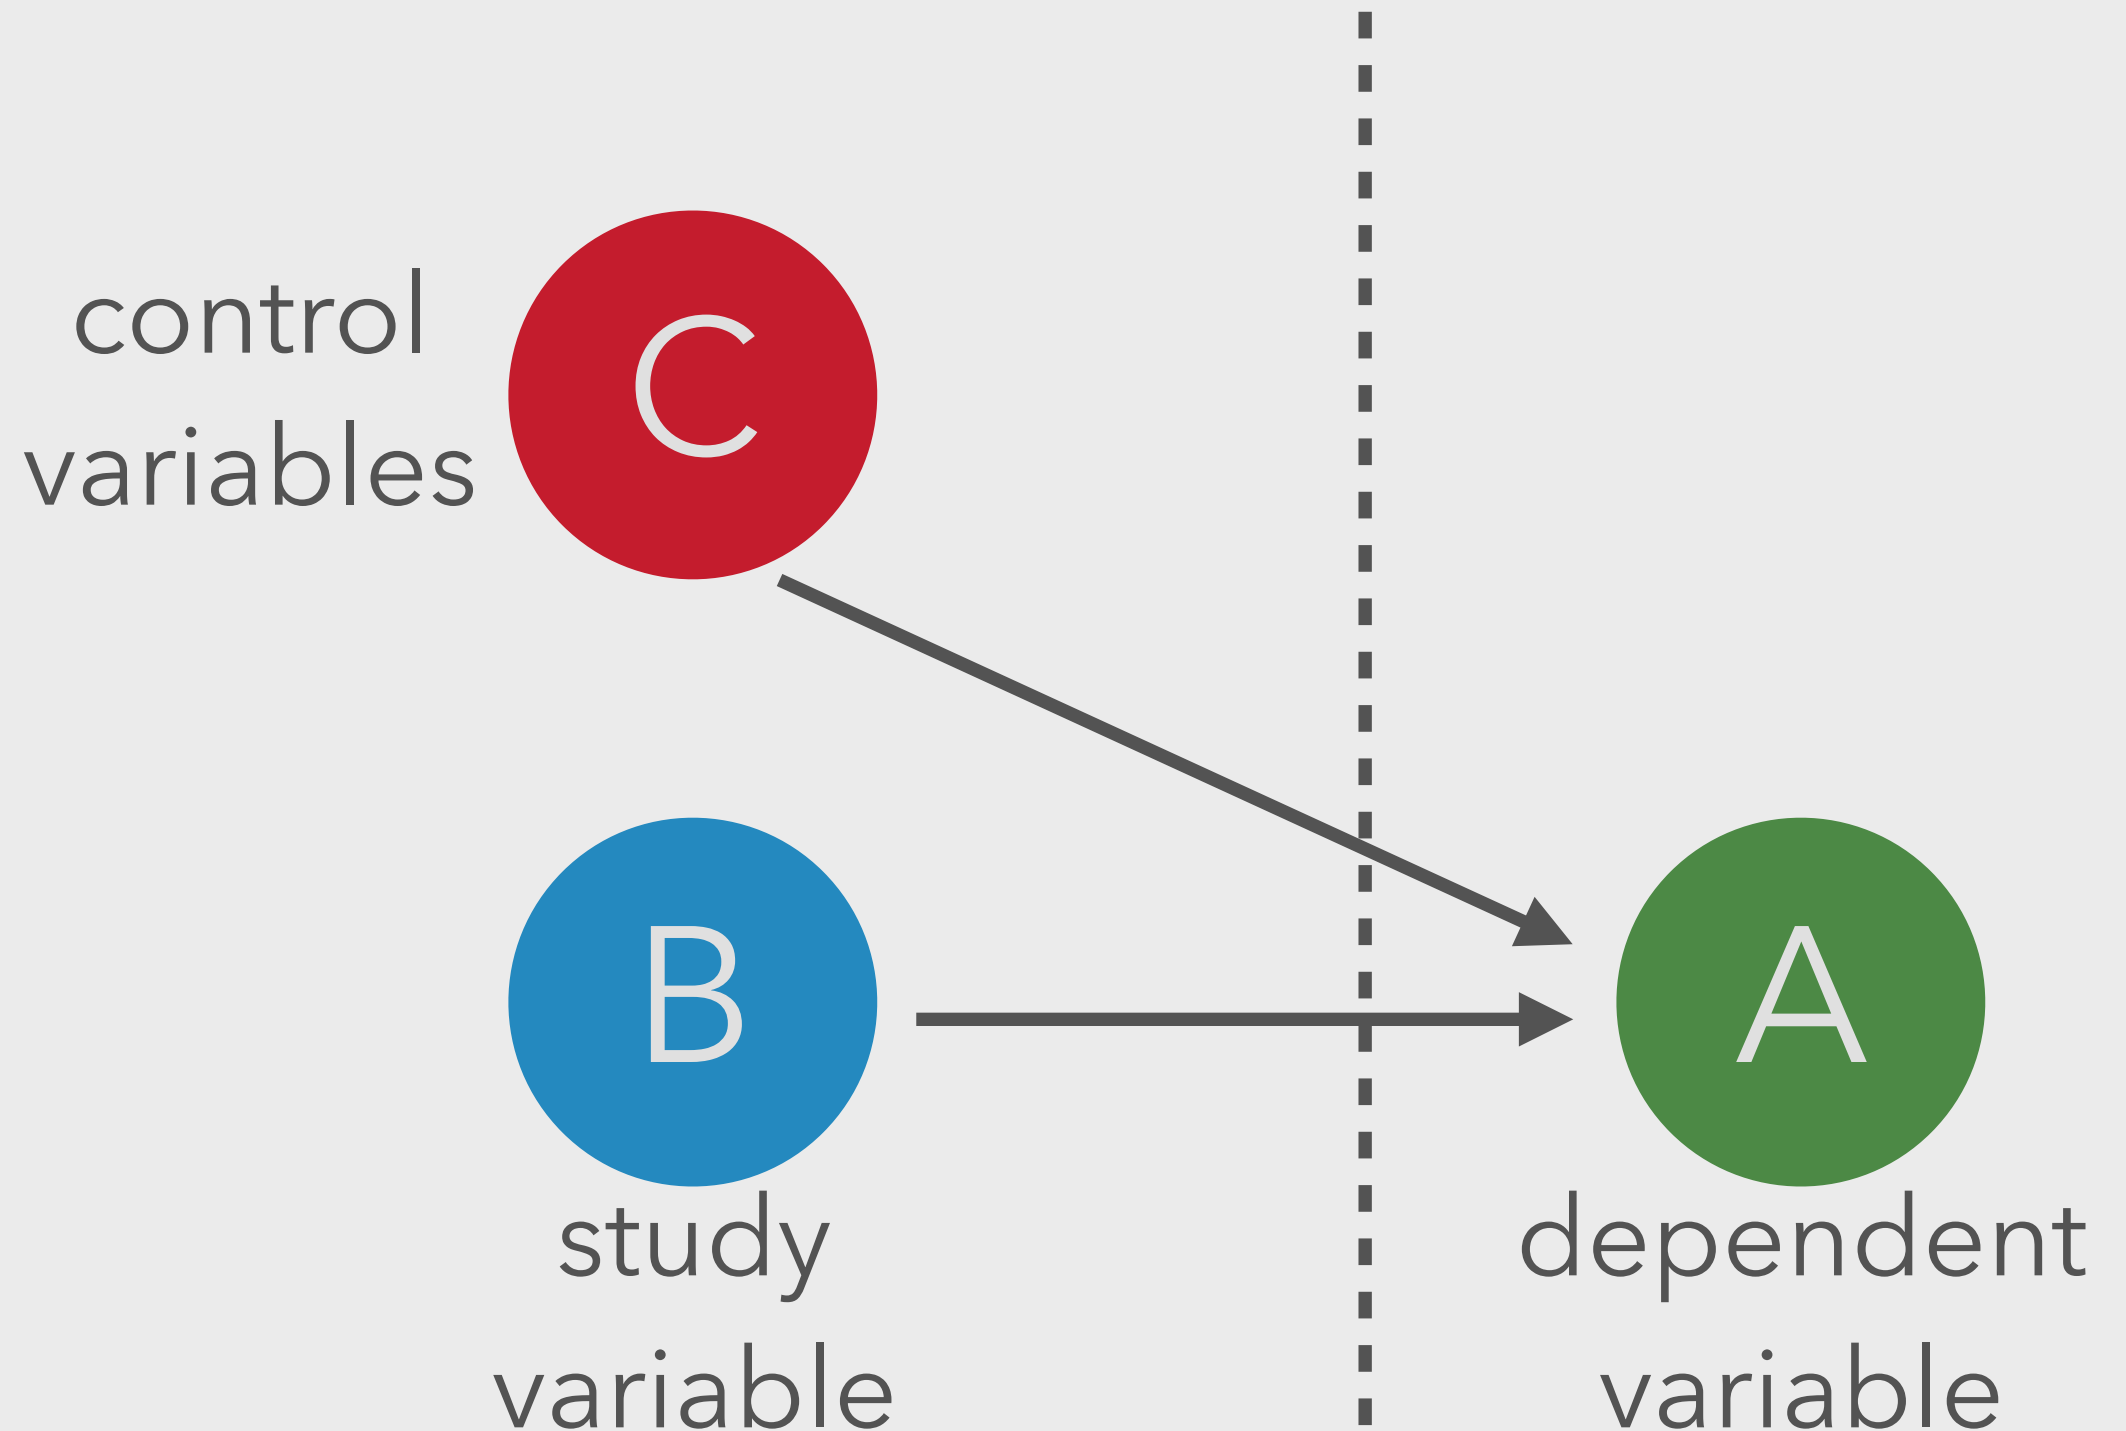 control
variables
C
B
study
variable
A
dependent
variable